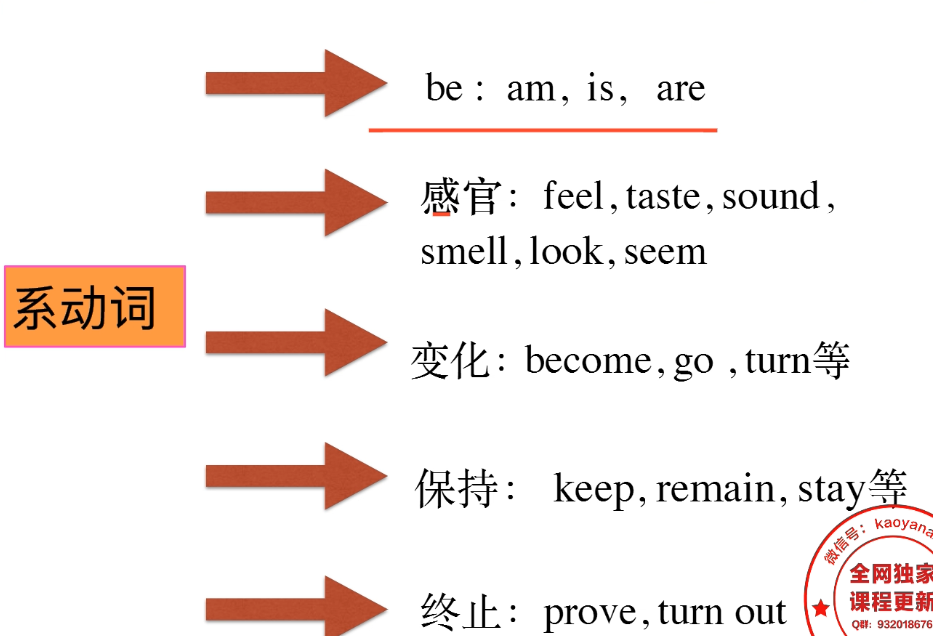 be：am, is, are
感官：feel,taste,sound,
smell,look,seem
系动词
变化：become,go ,turn等
保持： keep, remain, stay等
终止：prove,turn out
微信号：kaoyana
全网独家
课程更新
Q群：932018676